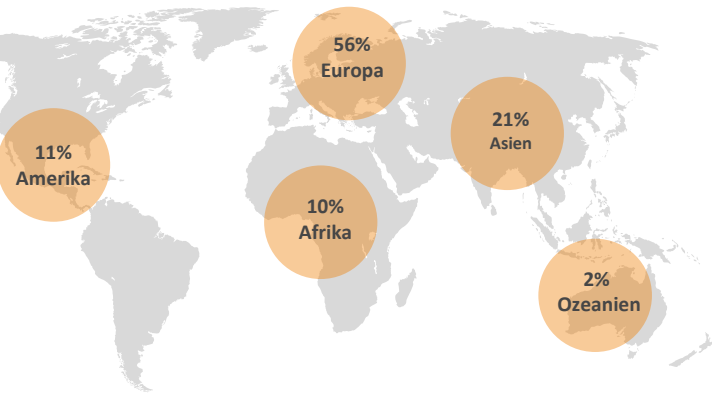 56%
Europa
21%
Asien
11%
Amerika
10%
Afrika
2%
Ozeanien